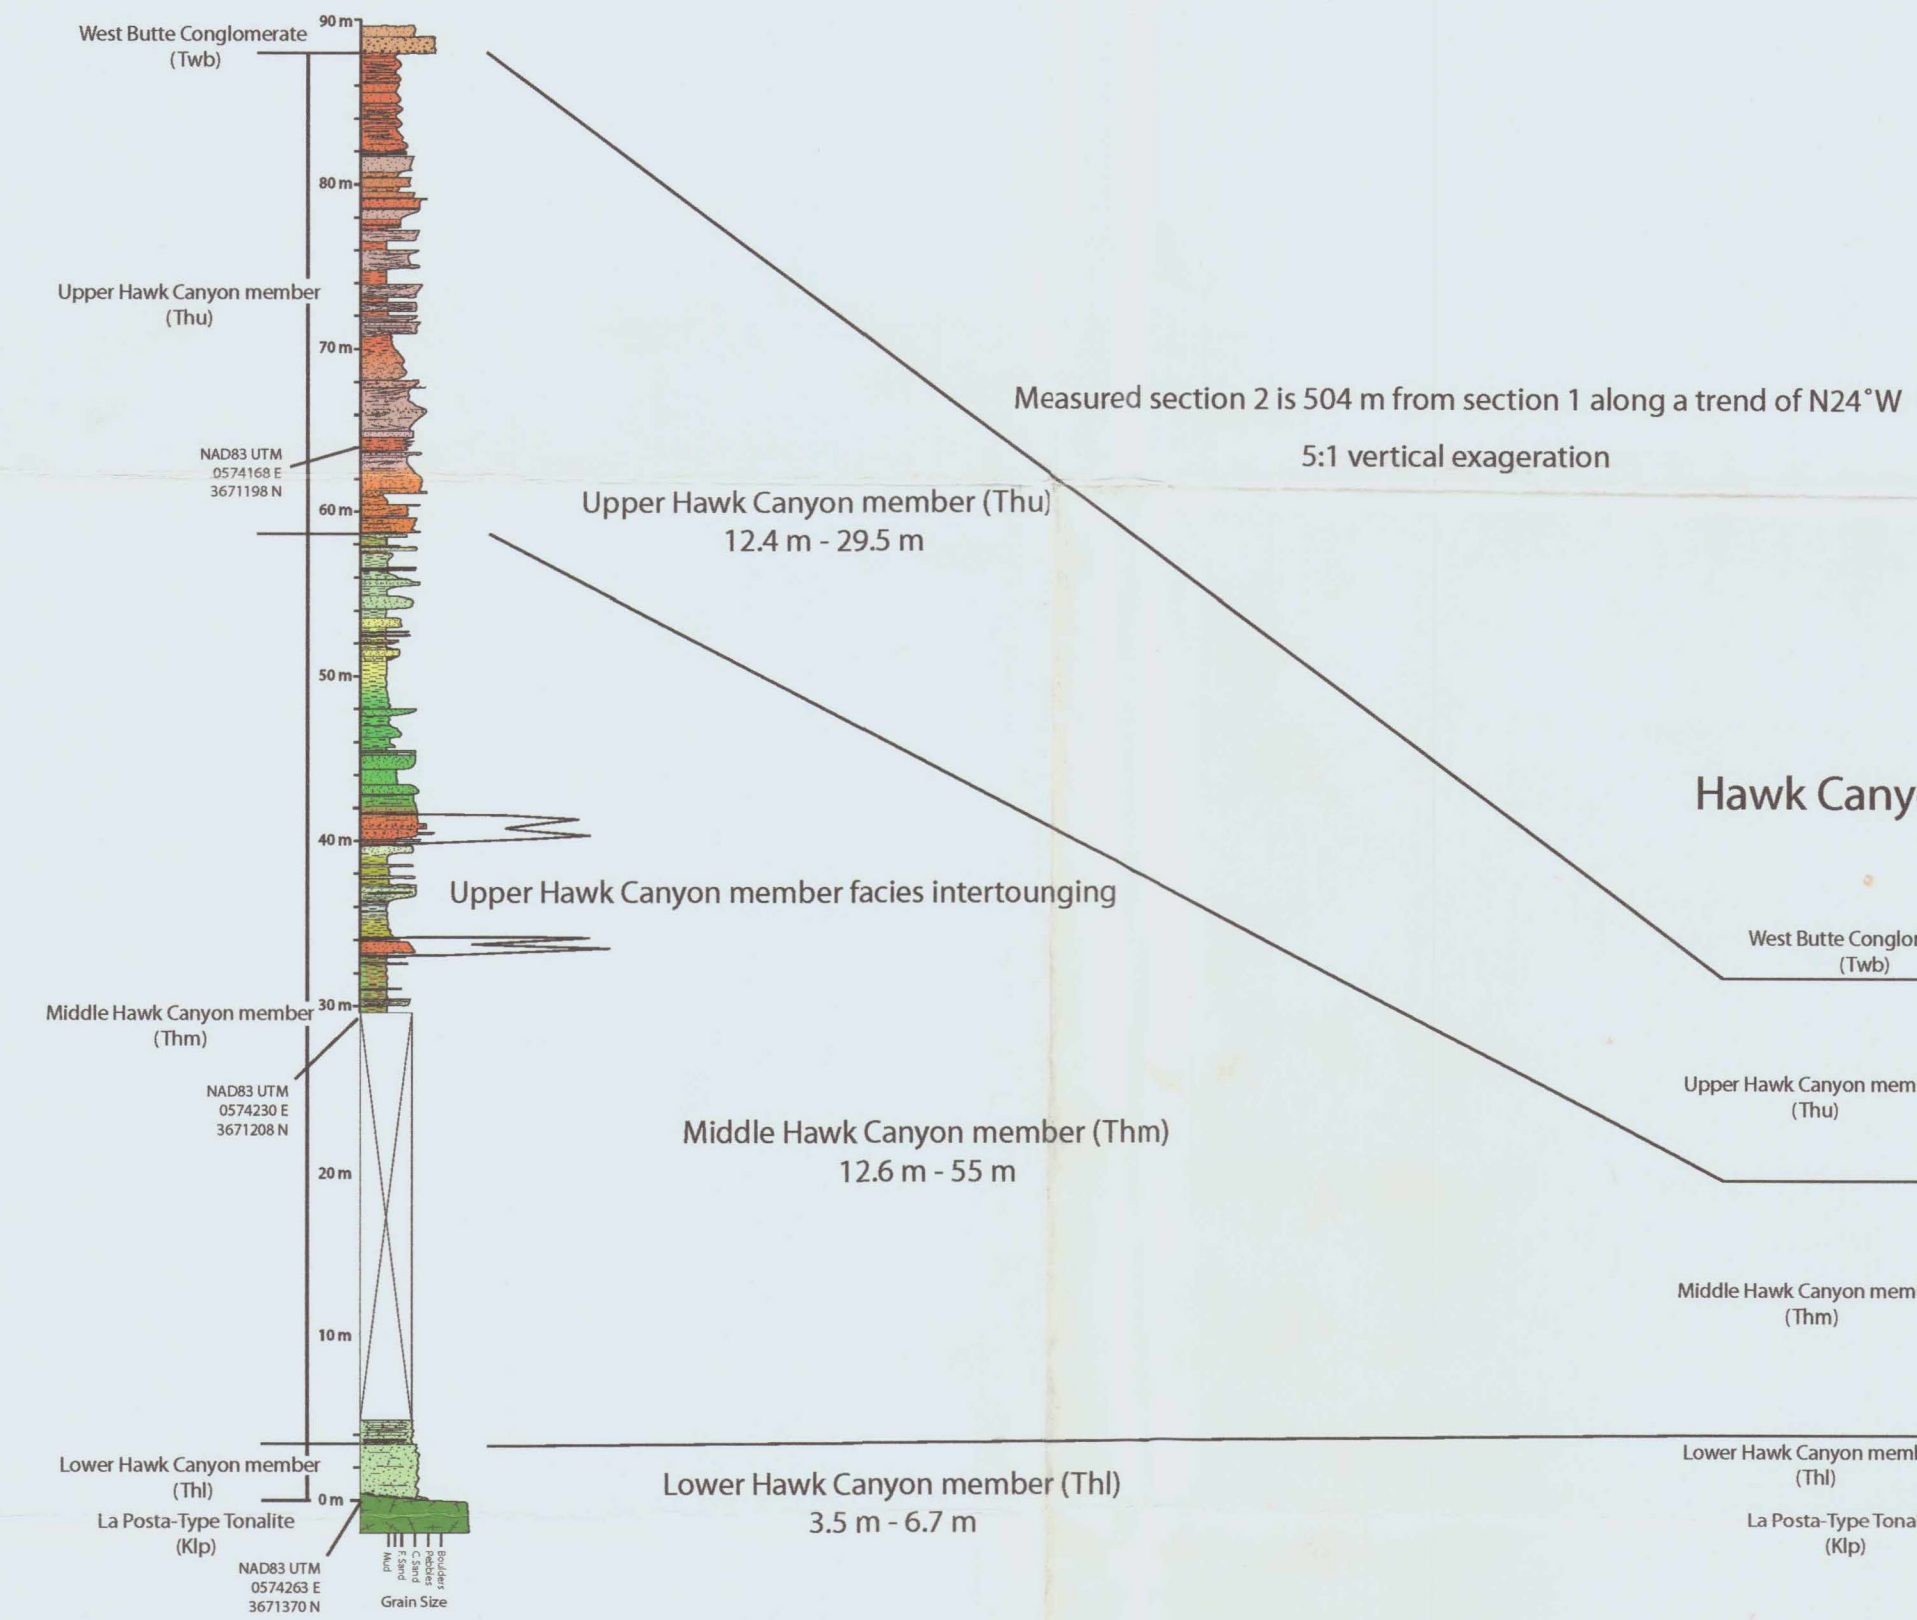 90 m
West Butte Conglomerate
(Twb)
80 m
Upper Hawk Canyon member
(Thu)
70 m
Measured section 2 is 504 m from section 1 along a trend of N24°W
5:1 vertical exageration
NAD83 UTM
0574168 E
3671198 N
60 m
Upper Hawk Canyon member (Thu)
12.4 m - 29.5 m
50 m
Hawk Cany
40 m
Upper Hawk Canyon member facies intertounging
West Butte Conglo
(Twb)
30 m
Middle Hawk Canyon member
(Thm)
NAD83 UTM
0574230 E
3671208 N
Upper Hawk Canyon mem
(Thu)
Middle Hawk Canyon member (Thm)
12.6 m - 55 m
20 m
Middle Hawk Canyon mem
(Thm)
10 m
Lower Hawk Canyon member
(Thl)
Lower Hawk Canyon member (Thl)
3.5 m - 6.7 m
Lower Hawk Canyon mem
(Thl)
0 m
La Posta-Type Tonalite
(Klp)
La Posta-Type Tona
(Klp)
NAD83 UTM
0574263 E
3671370 N
Mud
F. Sand
C. Sand
Pebbles
Boulders
Grain Size